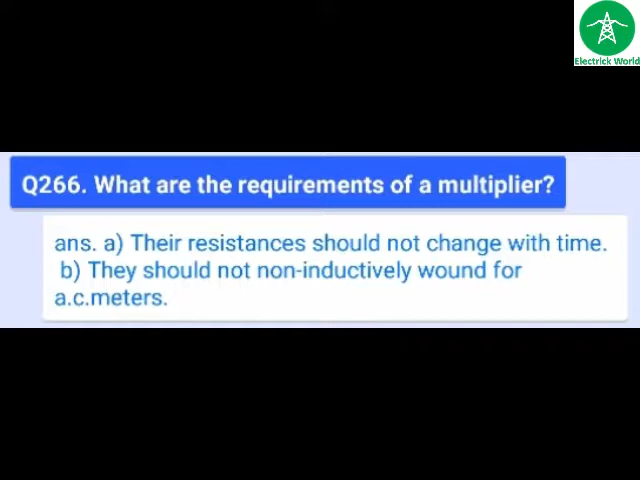 Electrick World
Q266. What are the requirements of a multiplier?
ans. a) Their resistances should not change with time.
b) They should not non-inductively wound for
a.c.meters.